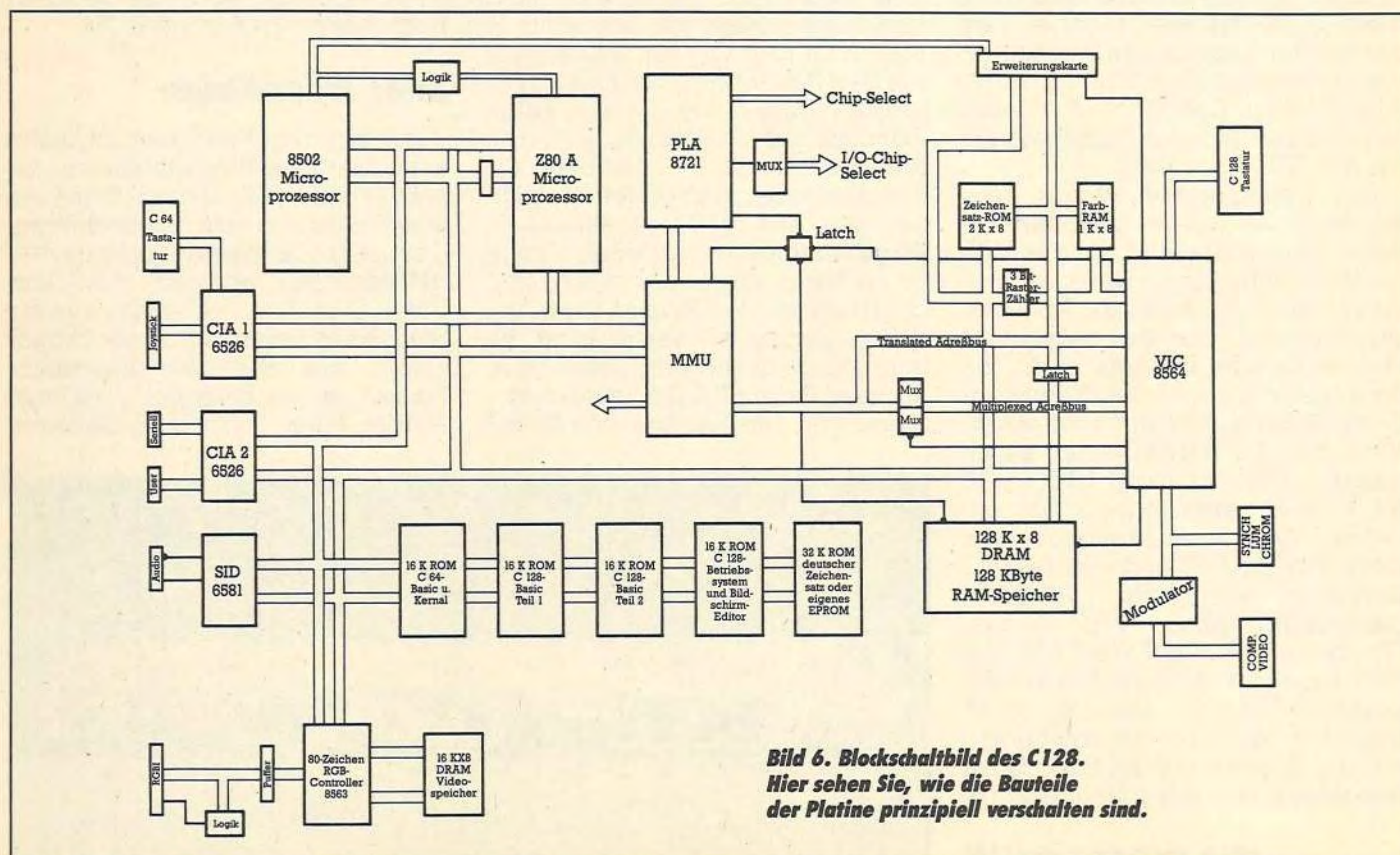 Erweiterungskarte
Logik
8502
Micro-
prozessor
Z80 A
Micro-
prozessor
PLA
8721
Chip-Select
MUX
I/O-Chip-
Select
Latch
C 128
Tastatur
Zeichen-
satz-ROM
2 K x 8
Farb-
RAM
1 K x 8
3 Bit-
Raster-
Zähler
C 64
Tasta-
tur
Joystick
CIA 1
6526
MMU
Translated Adreßbus
Latch
VIC
8564
Mux
Mux
Multiplexed Adreßbus
Seriell
User
CIA 2
6526
Audio
SID
6581
16 K ROM
C 64-
Basic u.
Kernal
16 K ROM
C 128-
Basic
Teil 1
16 K ROM
C 128-
Basic
Teil 2
16 K ROM
C 128-
Betriebs-
system
und Bild-
schirm-
Editor
32 K ROM
deutscher
Zeichen-
satz oder
eigenes
EPROM
128 K x 8
DRAM
128 KByte
RAM-Speicher
SYNCH
LUM
CHROM
Modulator
COMP.
VIDEO
RGBI
Logik
Puffer
80-Zeichen
RGB-
Controller
8563
16 KX8
DRAM
Video-
speicher
Bild 6. Blockschaltbild des C128.
Hier sehen Sie, wie die Bauteile
der Platine prinzipiell verschalten sind.